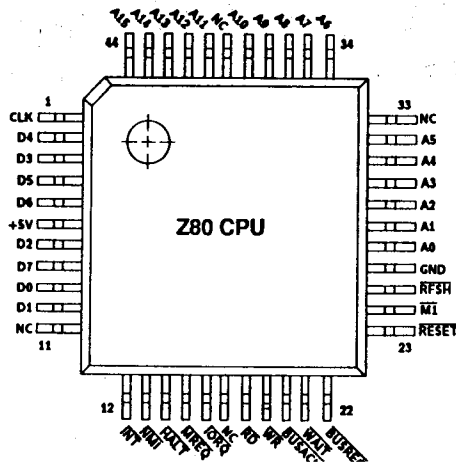 A15 A14 A13 A12 A11 NC A10 A9 A8 A7 A6
44 34
1 33
CLK NC
D4 A5
D3 A4
D5 A3
D6 A2
+5V Z80 CPU A1
D2 A0
D7 GND
D0 RFSH
D1 M1
NC RESET
11 23
12 22
INT NMI HALT MREQ IORQ NC RD WR WAIT